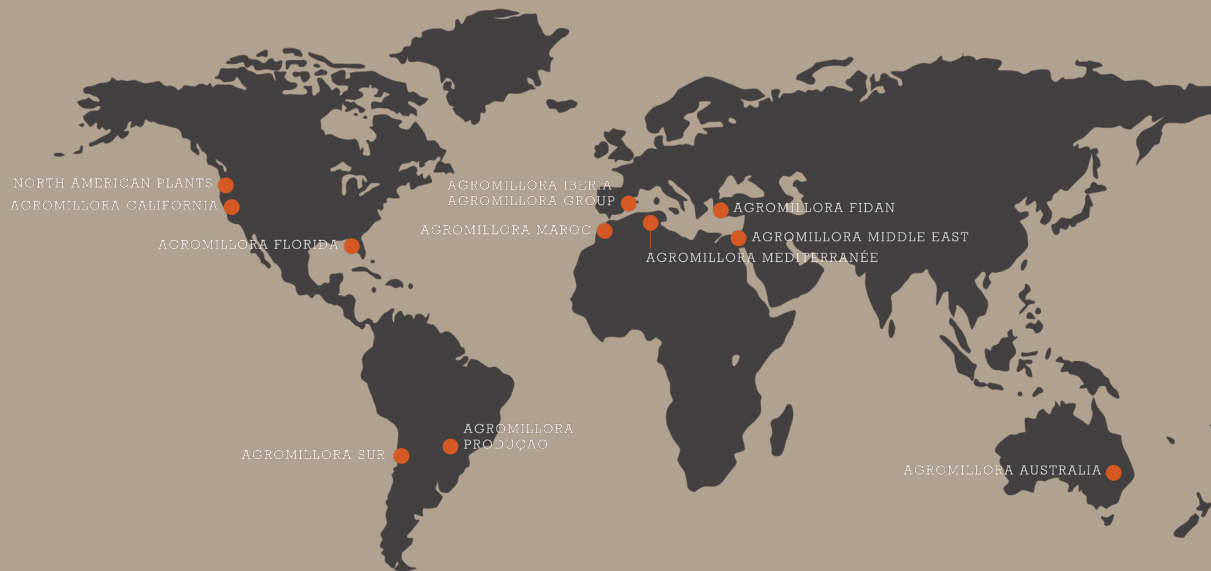 NORTH AMERICAN PLANTS
AGROMILLORA CALIFORNIA
AGROMILLORA FLORIDA
AGROMILLORA IBERIA
AGROMILLORA GROUP
AGROMILLORA MAROC
AGROMILLORA FIDAN
AGROMILLORA MIDDLE EAST
AGROMILLORA MEDITERRANÉE
AGROMILLORA SUR
AGROMILLORA
PRODUÇAO
AGROMILLORA AUSTRALIA